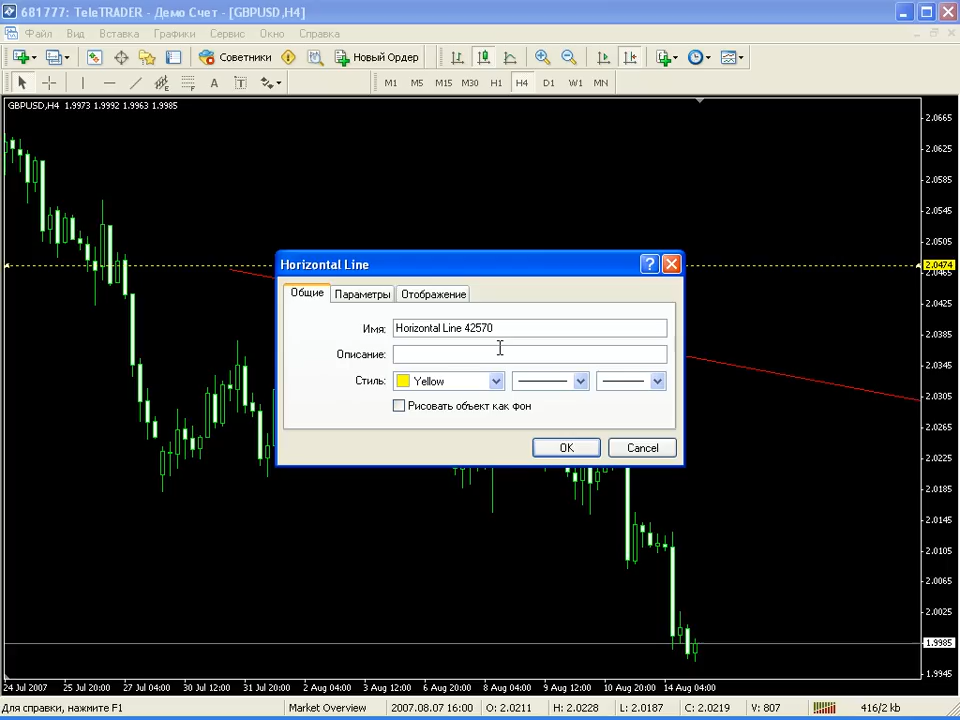 681777: TeleTRADER - Демо Счет - [GBPUSD,H4]
Файл Вид Вставка Графики Сервис Окно Справка
Советники Новый Ордер
A T M1 M5 M15 M30 H1 H4 D1 W1 MN
GBPUSD,H4 1.9973 1.9992 1.9963 1.9985
2.0665
2.0625
2.0585
2.0545
2.0505
2.0474
2.0465
2.0425
2.0385
2.0345
2.0305
2.0265
2.0225
2.0185
2.0145
2.0105
2.0065
2.0025
1.9985
1.9945
Horizontal Line
Общие Параметры Отображение
Имя: Horizontal Line 42570
Описание:
Стиль: Yellow
Рисовать объект как фон
OK Cancel
24 Jul 2007 25 Jul 20:00 27 Jul 04:00 30 Jul 12:00 31 Jul 20:00 2 Aug 04:00 3 Aug 12:00 6 Aug 20:00 8 Aug 04:00 9 Aug 12:00 10 Aug 20:00 14 Aug 04:00
Для справки, нажмите F1 Market Overview 2007.08.07 16:00 O: 2.0211 H: 2.0228 L: 2.0187 C: 2.0219 V: 807 416/2 kb